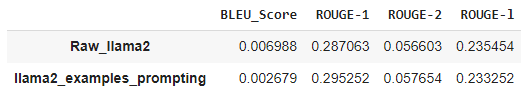 BLEU_Score ROUGE-1 ROUGE-2 ROUGE-l
Raw_llama2 0.006988 0.287063 0.056603 0.235454
llama2_examples_prompting 0.002679 0.295252 0.057654 0.233252